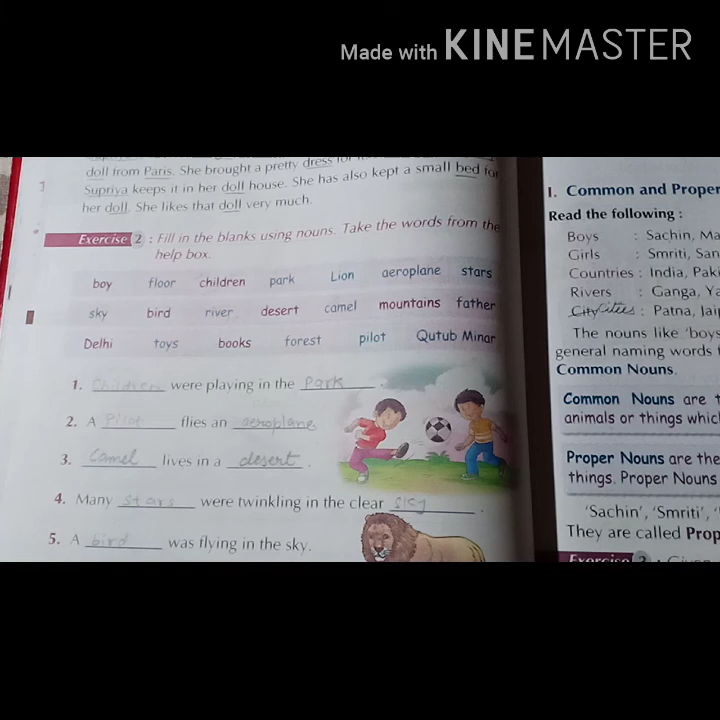 Made with KINEMASTER
doll from Paris. She brought a pretty dress for
Supriya keeps it in her doll house. She has also kept a small bed for
her doll. She likes that doll very much.
Exercise 2 : Fill in the blanks using nouns. Take the words from the
help box.
boy floor children park Lion aeroplane stars
sky bird river desert camel mountains father
Delhi toys books forest pilot Qutub Minar
1. Children were playing in the Park .
2. A Pilot flies an aeroplane
3. Camel lives in a desert .
4. Many stars were twinkling in the clear sky .
5. A bird was flying in the sky.
1. Common and Proper
Read the following :
Boys : Sachin, Ma
Girls : Smriti, San
Countries : India, Paki
Rivers : Ganga, Ya
City Cities : Patna, Jaip
The nouns like 'boys
general naming words
Common Nouns.
Common Nouns are t
animals or things whic
Proper Nouns are the
things. Proper Nouns
'Sachin', 'Smriti', '
They are called Prop
Exercise 3 : Given